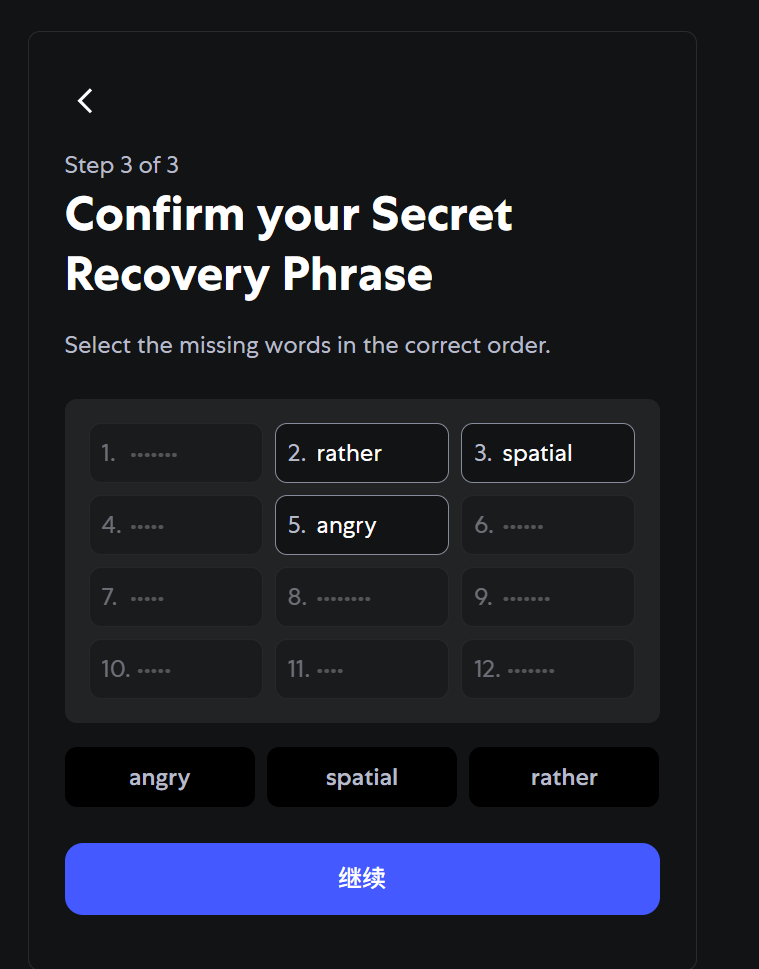 Step 3 of 3
Confirm your Secret
Recovery Phrase
Select the missing words in the correct order.
1. ••••••• 2. rather 3. spatial
4. ••••• 5. angry 6. ••••••
7. ••••• 8. •••••••• 9. •••••••
10. ••••• 11. •••• 12. •••••••
angry spatial rather
继续